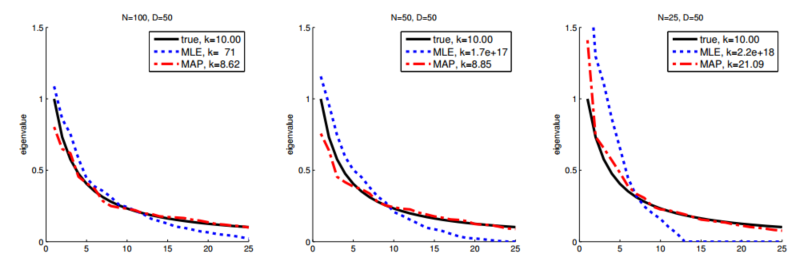 N=100, D=50
true, k=10.00
MLE, k= 71
MAP, k=8.62
eigenvalue
1.5
1
0.5
0
0 5 10 15 20 25
N=50, D=50
true, k=10.00
MLE, k=1.7e+17
MAP, k=8.85
eigenvalue
1.5
1
0.5
0
0 5 10 15 20 25
N=25, D=50
true, k=10.00
MLE, k=2.2e+18
MAP, k=21.09
eigenvalue
1.5
1
0.5
0
0 5 10 15 20 25